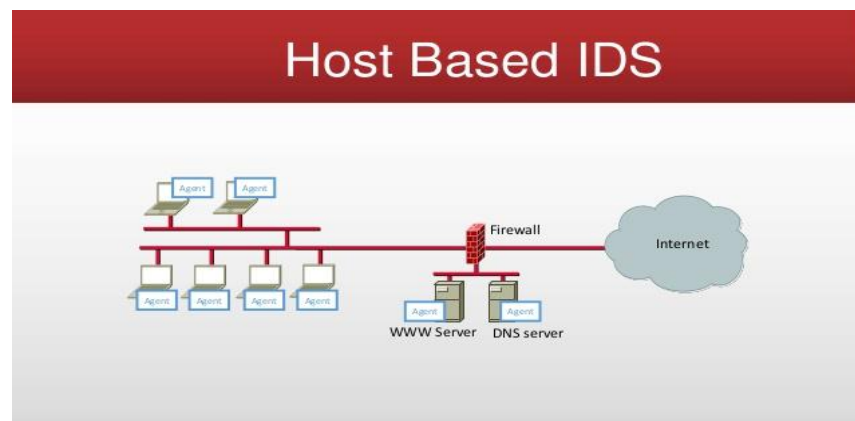 Host Based IDS
Agent
Agent
Firewall
Internet
Agent
Agent
Agent
Agent
Agent
Agent
WWW Server
DNS server